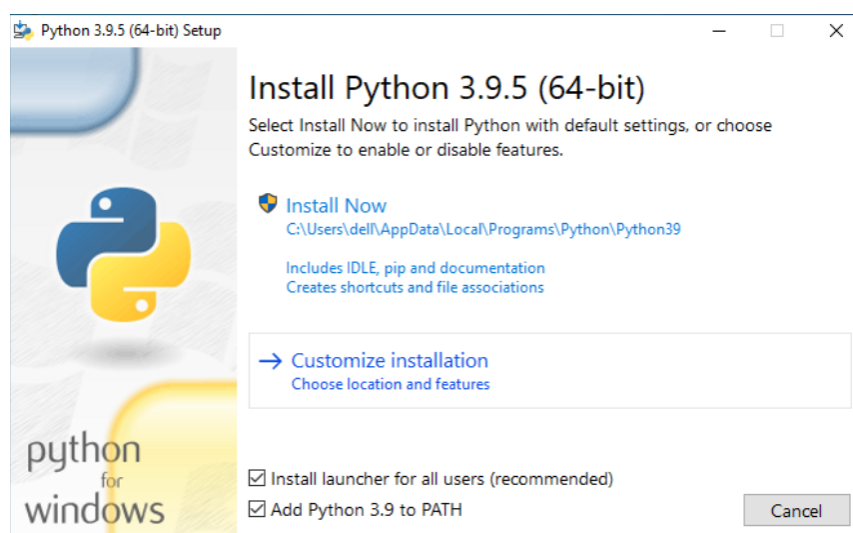 Python 3.9.5 (64-bit) Setup
Install Python 3.9.5 (64-bit)
Select Install Now to install Python with default settings, or choose
Customize to enable or disable features.
Install Now
C:\Users\dell\AppData\Local\Programs\Python\Python39
Includes IDLE, pip and documentation
Creates shortcuts and file associations
→ Customize installation
Choose location and features
python
for
windows
Install launcher for all users (recommended)
Add Python 3.9 to PATH
Cancel